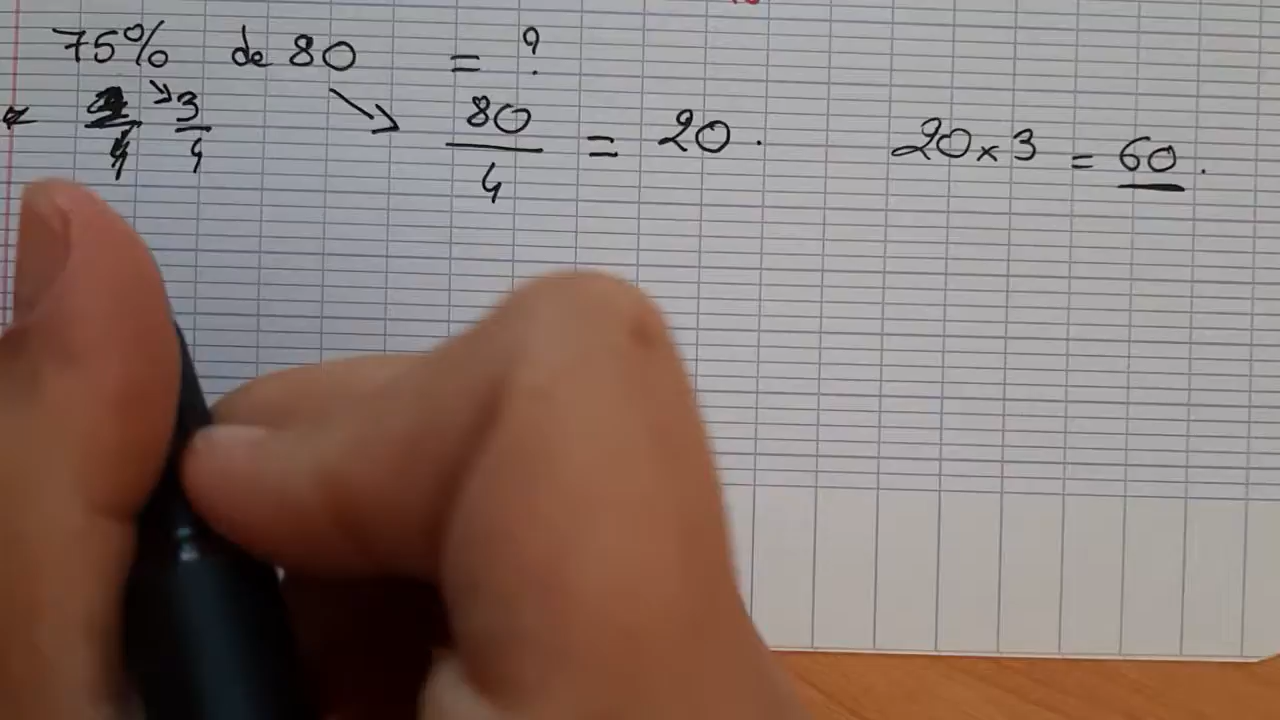 75% de 80 = ?
3/4 80/4 = 20. 20 x 3 = 60.